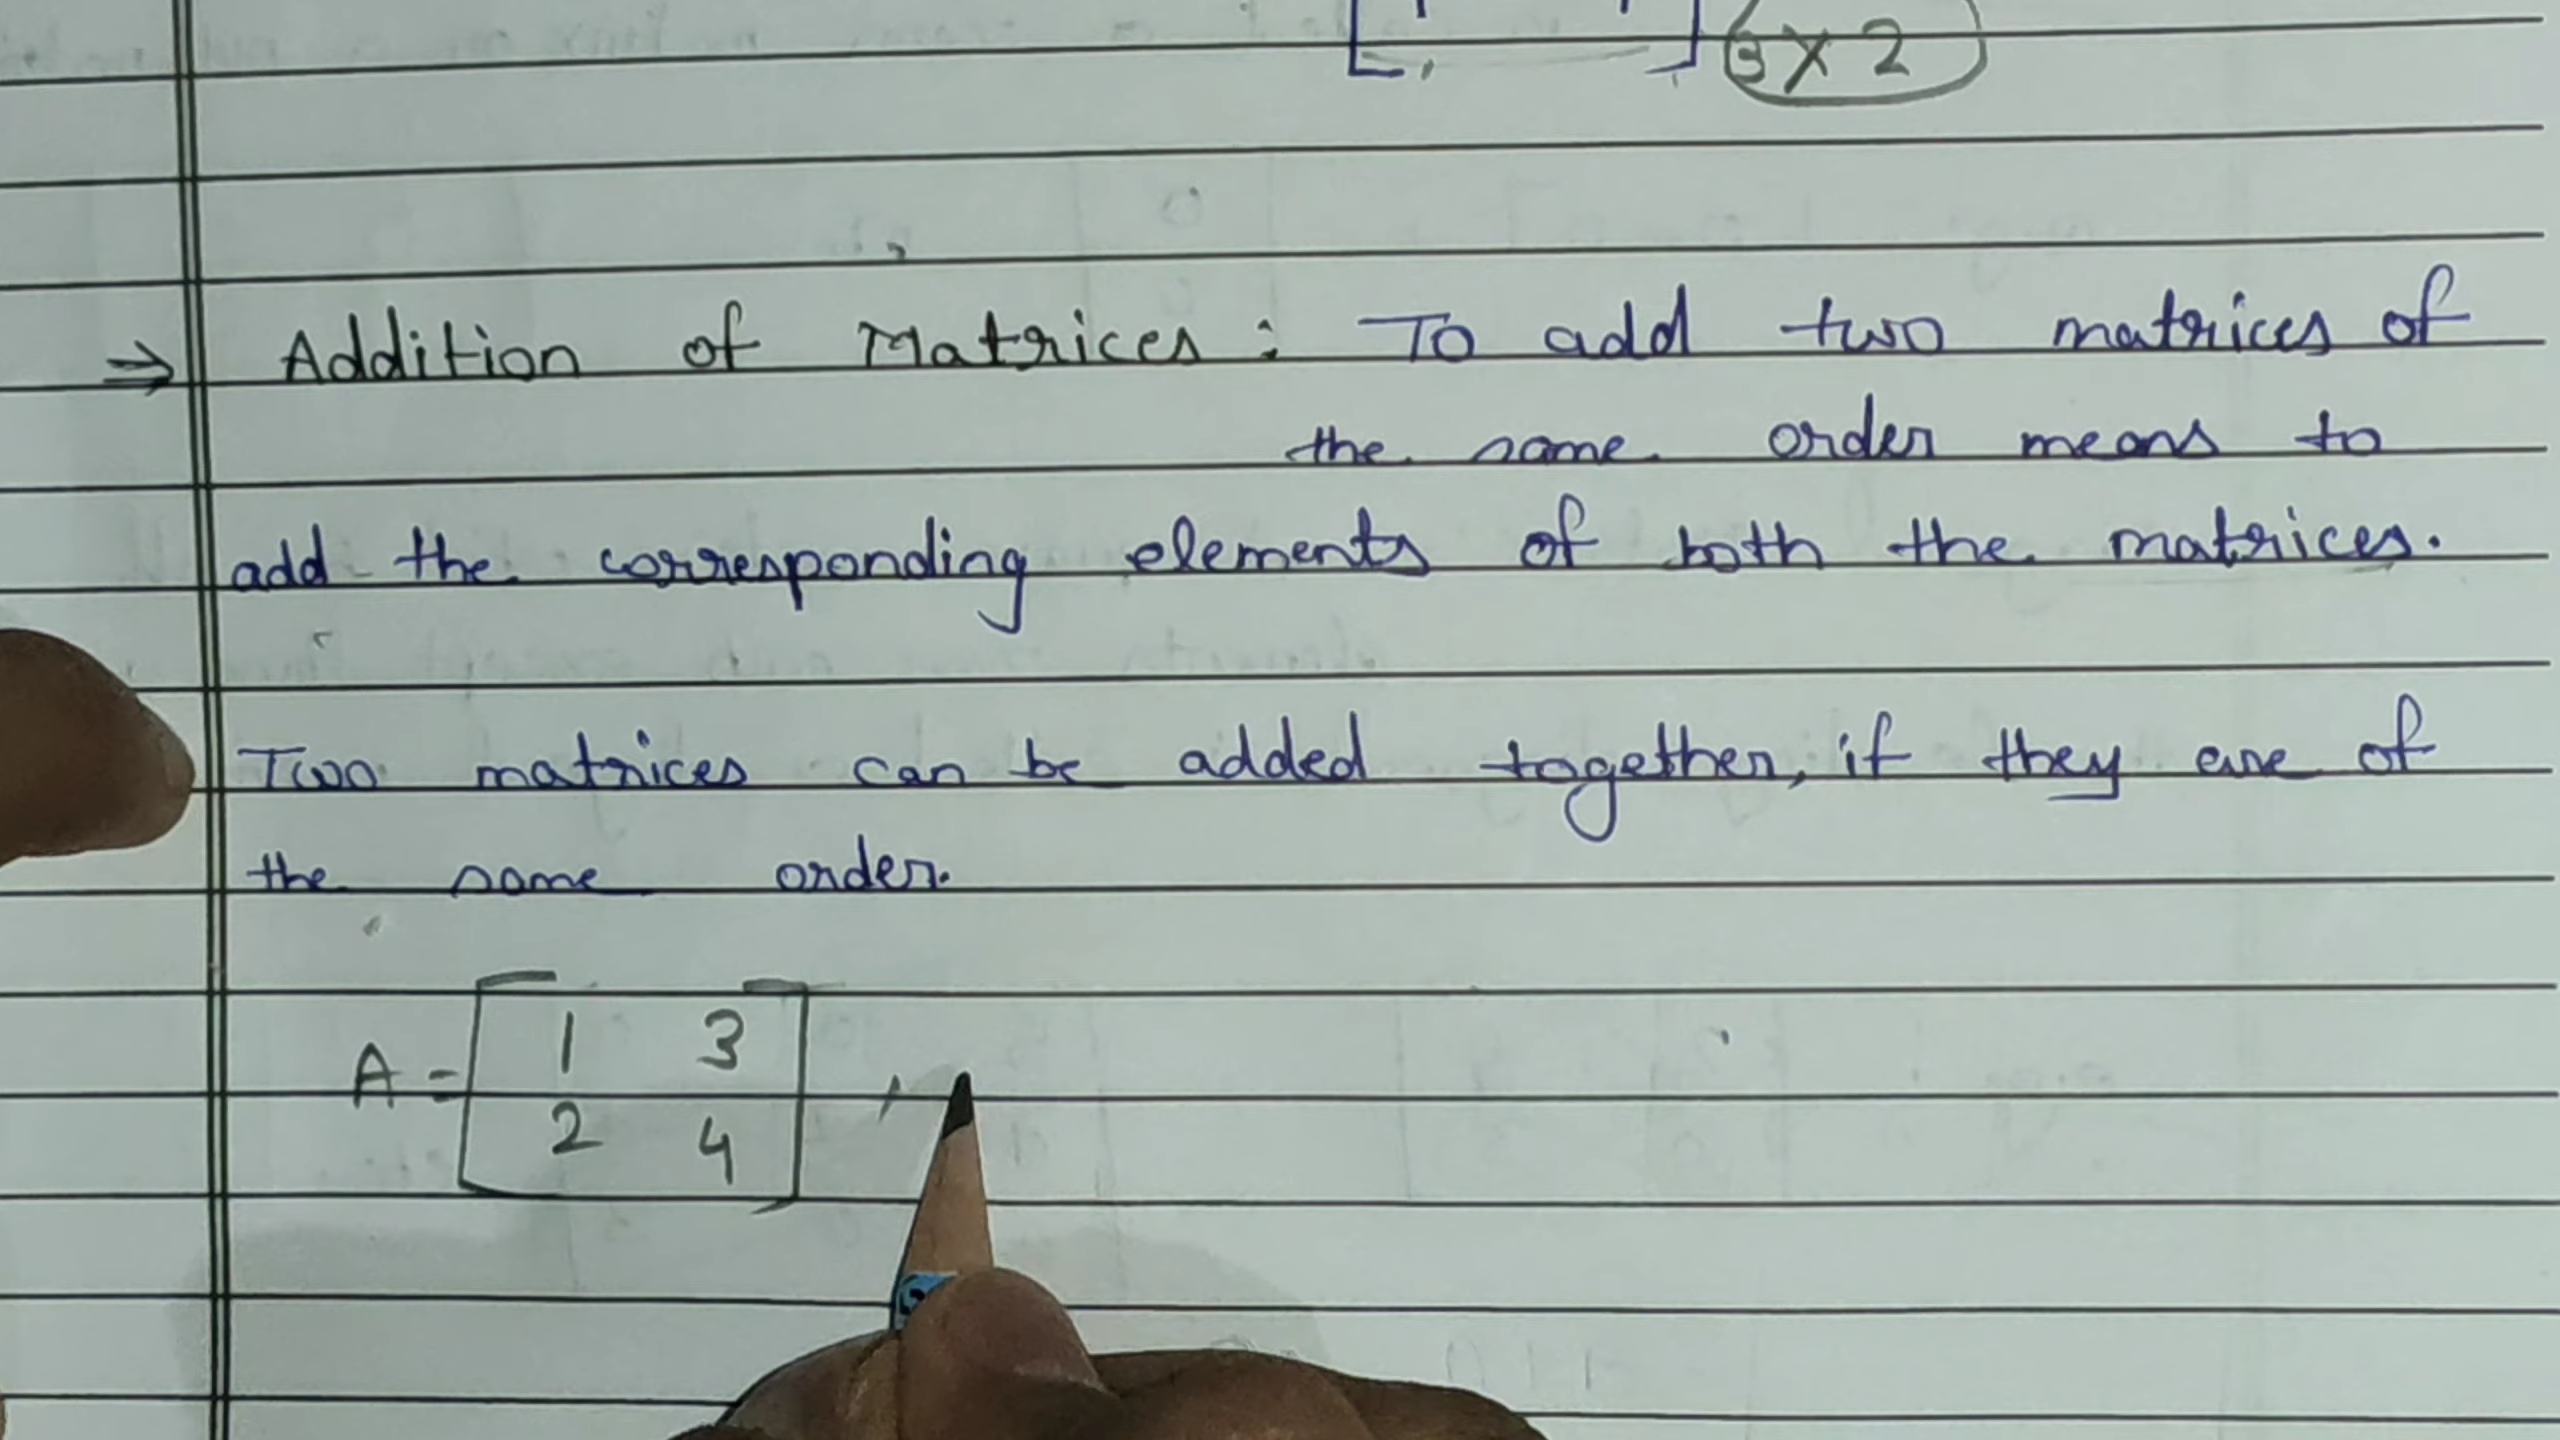 3 × 2
⇒ Addition of Matrices : To add two matrices of
the same order means to
add the corresponding elements of both the matrices.
Two matrices can be added together, if they are of
the same order.
A = [ 1 3
2 4 ] ,